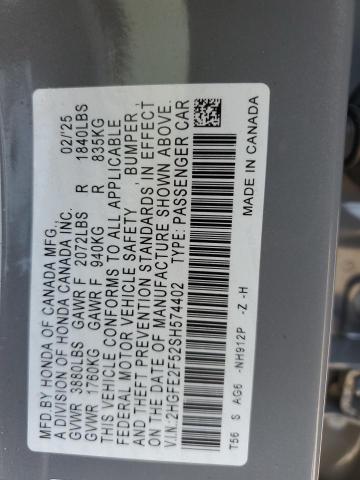 MFD.BY HONDA OF CANADA MFG., 02/25
A DIVISION OF HONDA CANADA INC.
GVWR 3880LBS GAWR F 2072LBS R 1840LBS
GVWR 1760KG GAWR F 940KG R 835KG
THIS VEHICLE CONFORMS TO ALL APPLICABLE
FEDERAL MOTOR VEHICLE SAFETY , BUMPER ,
AND THEFT PREVENTION STANDARDS IN EFFECT
ON THE DATE OF MANUFACTURE SHOWN ABOVE.
V.I.N: 2HGFE2F52SH574402 TYPE: PASSENGER CAR
T56 S AG6 -NH912P -Z -H
MADE IN CANADA